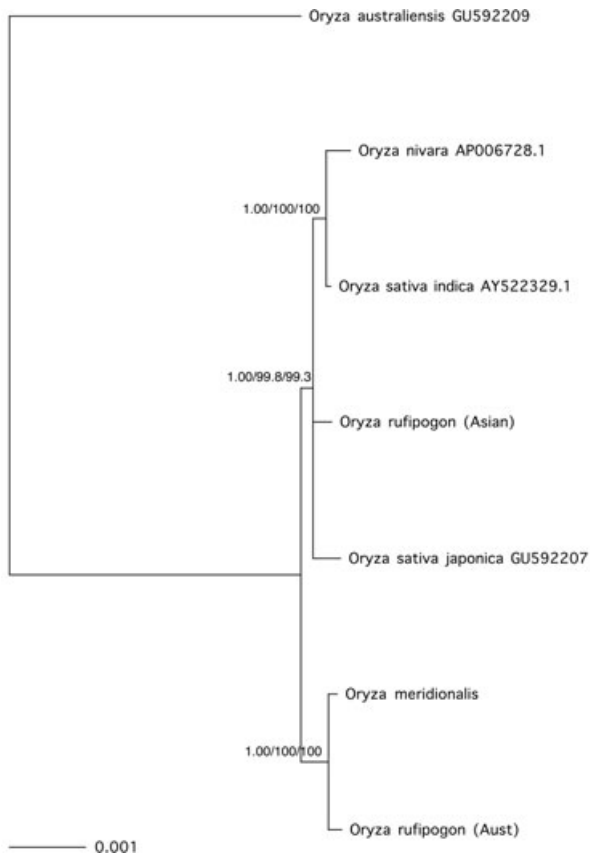 Oryza australiensis GU592209
Oryza nivara AP006728.1
1.00/100/100
Oryza sativa indica AY522329.1
1.00/99.8/99.3
Oryza rufipogon (Asian)
Oryza sativa japonica GU592207
Oryza meridionalis
1.00/100/100
Oryza rufipogon (Aust)
0.001